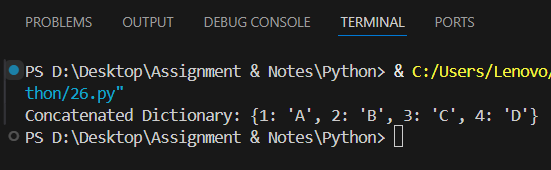 PROBLEMS OUTPUT DEBUG CONSOLE TERMINAL PORTS
PS D:\Desktop\Assignment & Notes\Python> & C:/Users/Lenovo/
thon/26.py"
Concatenated Dictionary: {1: 'A', 2: 'B', 3: 'C', 4: 'D'}
PS D:\Desktop\Assignment & Notes\Python>